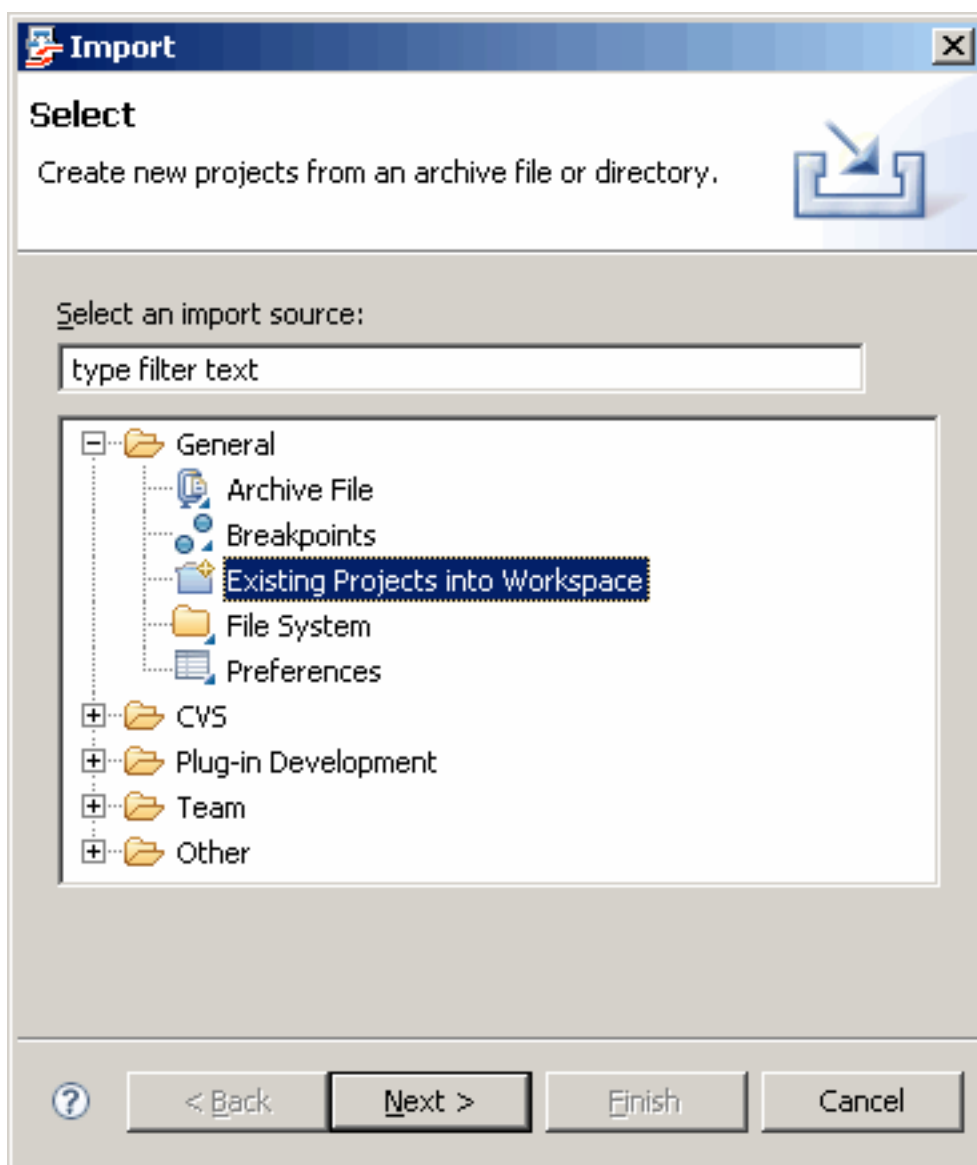 Import
Select
Create new projects from an archive file or directory.
Select an import source:
type filter text
General
Archive File
Breakpoints
Existing Projects into Workspace
File System
Preferences
CVS
Plug-in Development
Team
Other
? < Back Next > Finish Cancel